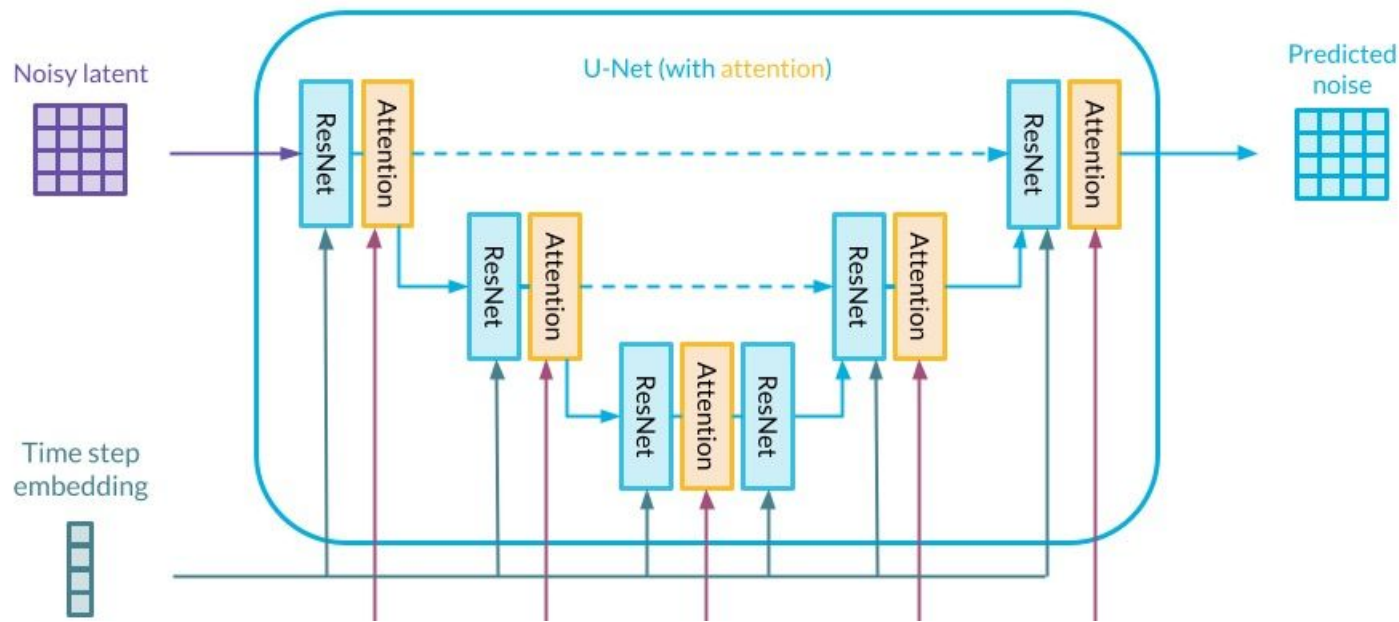 Noisy latent
U-Net (with attention)
Predicted
noise
ResNet
Attention
ResNet
Attention
ResNet
Attention
ResNet
Attention
ResNet
Attention
ResNet
ResNet
Attention
Time step
embedding